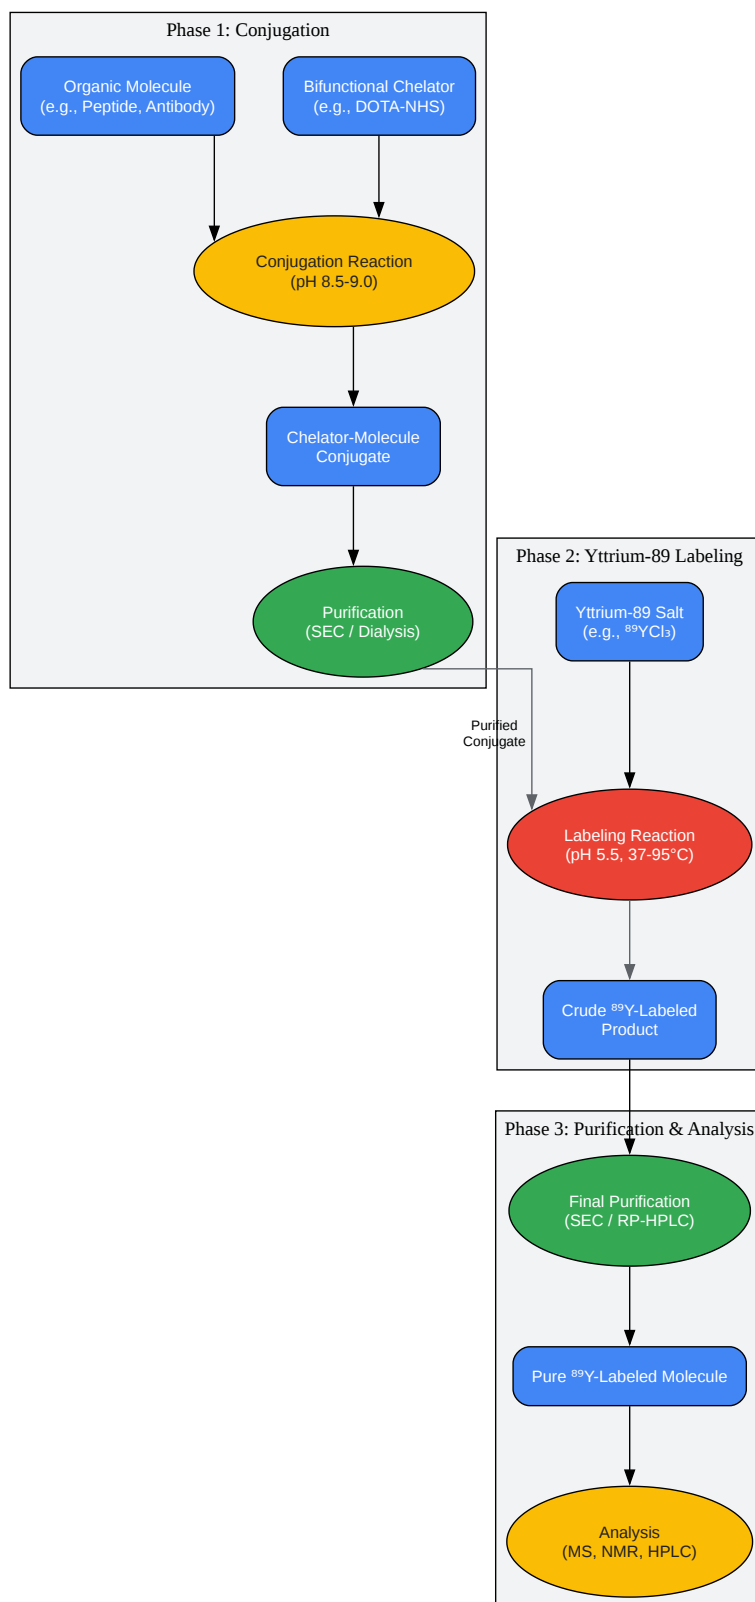 Phase 1: Conjugation
Organic Molecule
(e.g., Peptide, Antibody)
Bifunctional Chelator
(e.g., DOTA-NHS)
Conjugation Reaction
(pH 8.5-9.0)
Chelator-Molecule
Conjugate
Purification
(SEC / Dialysis)
Purified
Conjugate
Phase 2: Yttrium-89 Labeling
Yttrium-89 Salt
(e.g., ⁸⁹YCl₃)
Labeling Reaction
(pH 5.5, 37-95°C)
Crude ⁸⁹Y-Labeled
Product
Phase 3: Purification & Analysis
Final Purification
(SEC / RP-HPLC)
Pure ⁸⁹Y-Labeled Molecule
Analysis
(MS, NMR, HPLC)